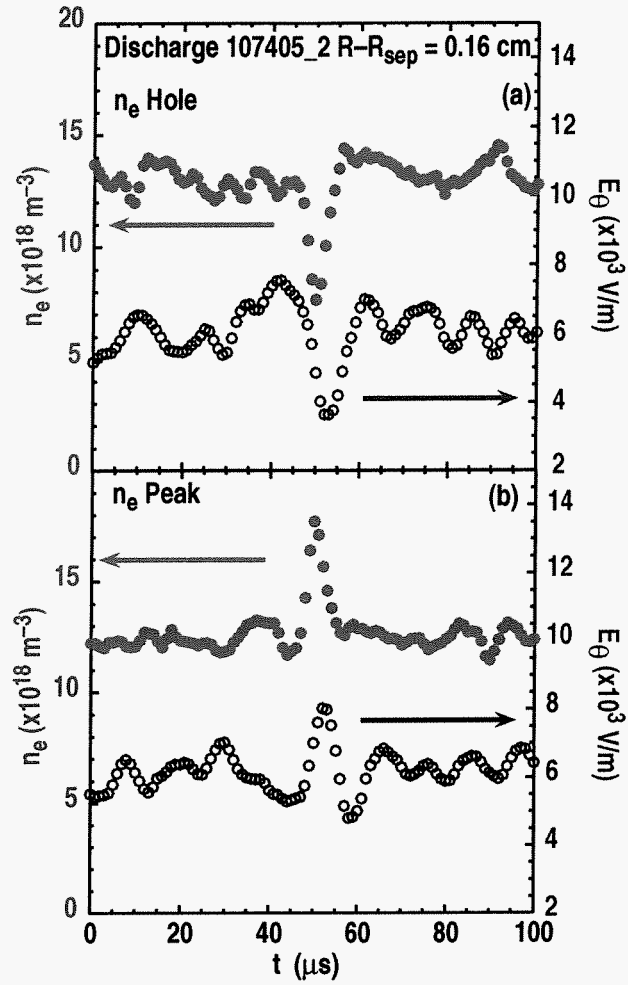 Discharge 107405_2 R–Rsep = 0.16 cm
ne Hole
(a)
20
15
10
5
0
ne (x10^18 m^−3)
14
12
10
8
6
4
2
Eθ (x10^3 V/m)
ne Peak
(b)
15
10
5
0
ne (x10^18 m^−3)
14
12
10
8
6
4
2
Eθ (x10^3 V/m)
0 20 40 60 80 100
t (μs)